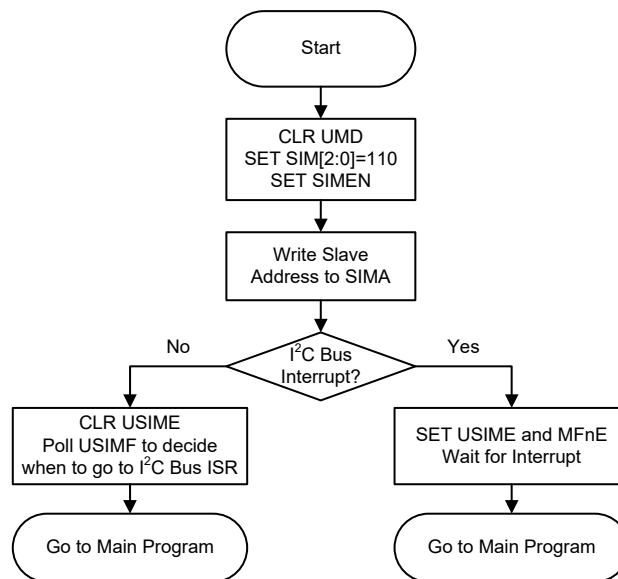 Start
CLR UMD
SET SIM[2:0]=110
SET SIMEN
Write Slave
Address to SIMA
I²C Bus
Interrupt?
No
Yes
CLR USIME
Poll USIMF to decide
when to go to I²C Bus ISR
SET USIME and MFnE
Wait for Interrupt
Go to Main Program
Go to Main Program